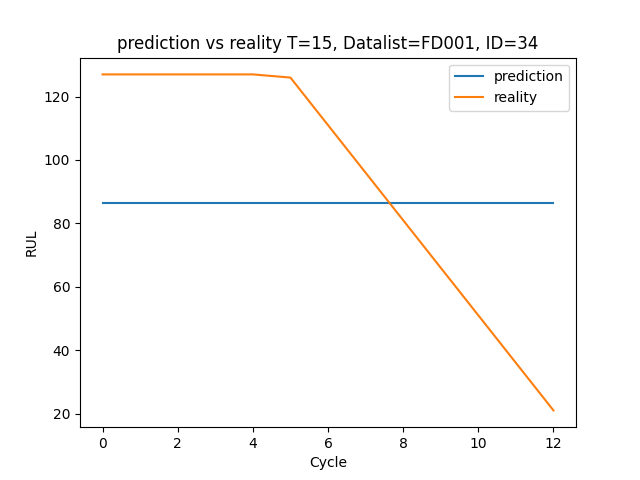 prediction vs reality T=15, Datalist=FD001, ID=34
prediction
reality
RUL
120
100
80
60
40
20
0 2 4 6 8 10 12
Cycle